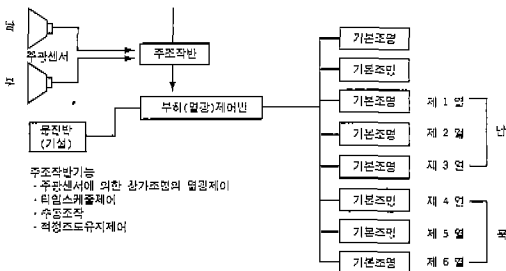 주광센서
주조작반
부하(멸광)제어반
분전반
(기설)
주조작반기능
- 주광센서에 의한 상가조명의 멸광제어
- 타임스케줄제어
- 수동조작
- 적정조도유지제어
기본조명
기본조명
기본조명 제 1 열
기본조명 제 2 열
기본조명 제 3 열
남
기본조명 제 4 열
기본조명 제 5 열
기본조명 제 6 열
북